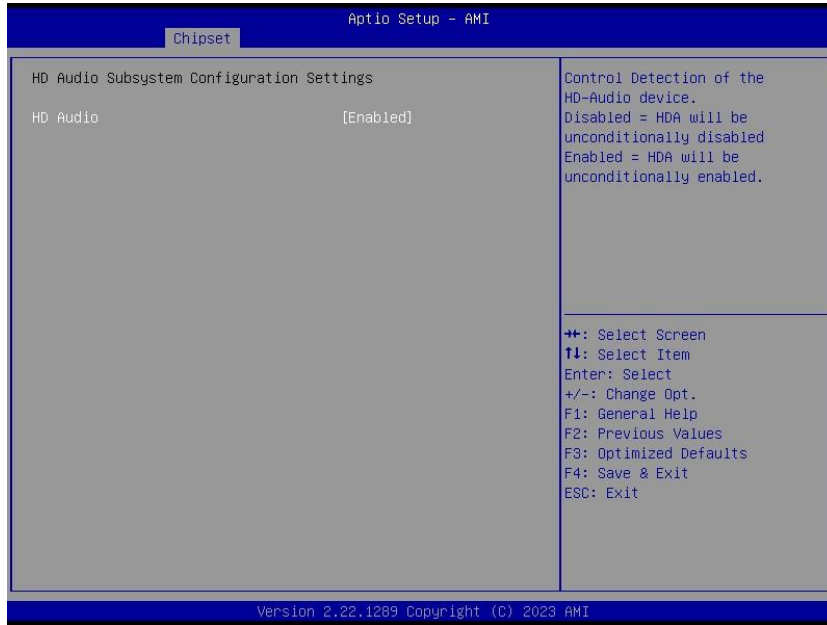 Aptio Setup – AMI
Chipset
HD Audio Subsystem Configuration Settings
HD Audio [Enabled]
Control Detection of the
HD-Audio device.
Disabled = HDA will be
unconditionally disabled
Enabled = HDA will be
unconditionally enabled.
→←: Select Screen
↑↓: Select Item
Enter: Select
+/-: Change Opt.
F1: General Help
F2: Previous Values
F3: Optimized Defaults
F4: Save & Exit
ESC: Exit
Version 2.22.1289 Copyright (C) 2023 AMI